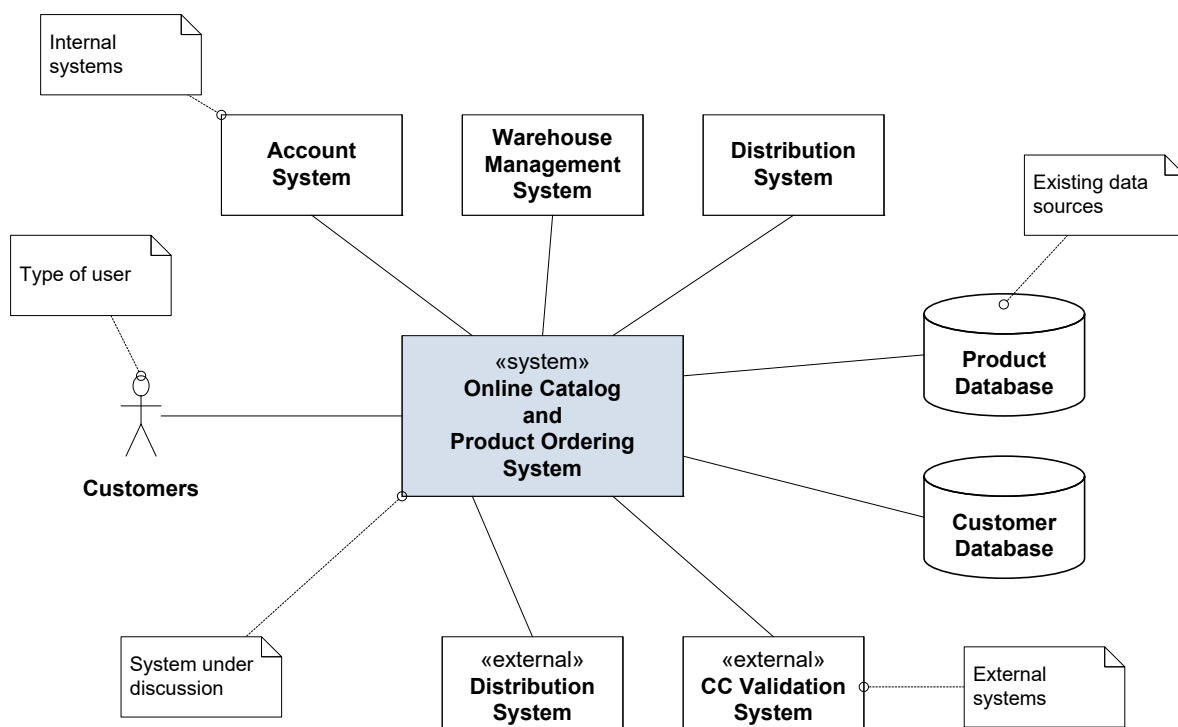 Internal
systems
Account
System
Warehouse
Management
System
Distribution
System
Existing data
sources
Type of user
«system»
Online Catalog
and
Product Ordering
System
Product
Database
Customers
Customer
Database
System under
discussion
«external»
Distribution
System
«external»
CC Validation
System
External
systems